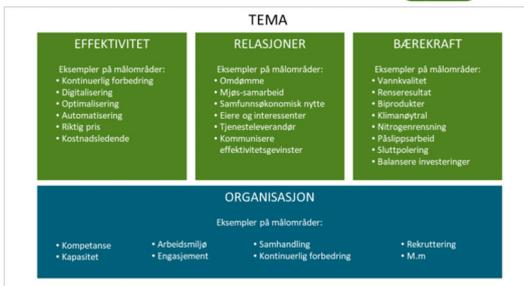 TEMA
EFFEKTIVITET
Eksempler på målområder:
• Kontinuerlig forbedring
• Digitalisering
• Optimalisering
• Automatisering
• Riktig pris
• Kostnadsledende
RELASJONER
Eksempler på målområder:
• Omdømme
• Mjøs-samarbeid
• Samfunnsøkonomisk nytte
• Eiere og interessenter
• Tjenesteleverandør
• Kommunisere
effektivitetsgevinster
BÆREKRAFT
Eksempler på målområder:
• Vannkvalitet
• Renseresultat
• Biprodukter
• Klimanøytral
• Nitrogenrensning
• Påslippsarbeid
• Sluttpolering
• Balansere investeringer
ORGANISASJON
Eksempler på målområder:
• Kompetanse
• Kapasitet
• Arbeidsmiljø
• Engasjement
• Samhandling
• Kontinuerlig forbedring
• Rekruttering
• M.m